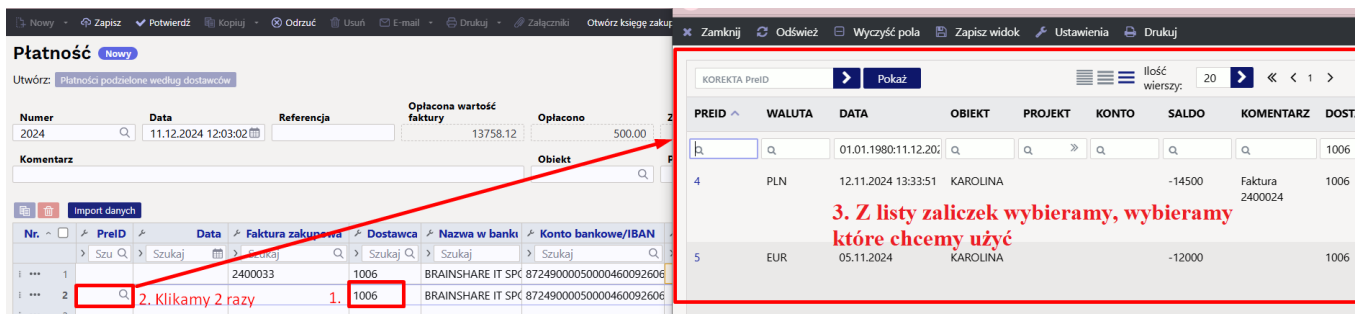 Nowy Zapisz Potwierdź Kopiuj Odrzuć Usuń E-mail Drukuj Załączniki Otwórz księgę zakup
Płatność Nowy
Utwórz: Płatności podzielone według dostawców
Numer Data Referencja Opłacona wartość faktury Opłacono
2024 11.12.2024 12:03:02 13758.12 500.00
Komentarz Obiekt
Import danych
Nr. PreID Data Faktura zakupowa Dostawca Nazwa w banku Konto bankowe/IBAN
Szu Szukaj Szukaj Szukaj Szukaj Szukaj
1 2400033 1006 BRAINSHARE IT SPÓ 87249000050000460092606
2 2. Klikamy 2 razy 1. 1006 BRAINSHARE IT SPÓ 87249000050000460092606
Zamknij Odśwież Wyczyść pola Zapisz widok Ustawienia Drukuj
KOREKTA PreID Pokaż Ilość wierszy: 20 « < 1 >
PREID WALUTA DATA OBIEKT PROJEKT KONTO SALDO KOMENTARZ DOST
01.01.1980:11.12.202 1006
4 PLN 12.11.2024 13:33:51 KAROLINA -14500 Faktura 2400024 1006
3. Z listy zaliczek wybieramy, wybieramy
które chcemy użyć
5 EUR 05.11.2024 KAROLINA -12000 1006